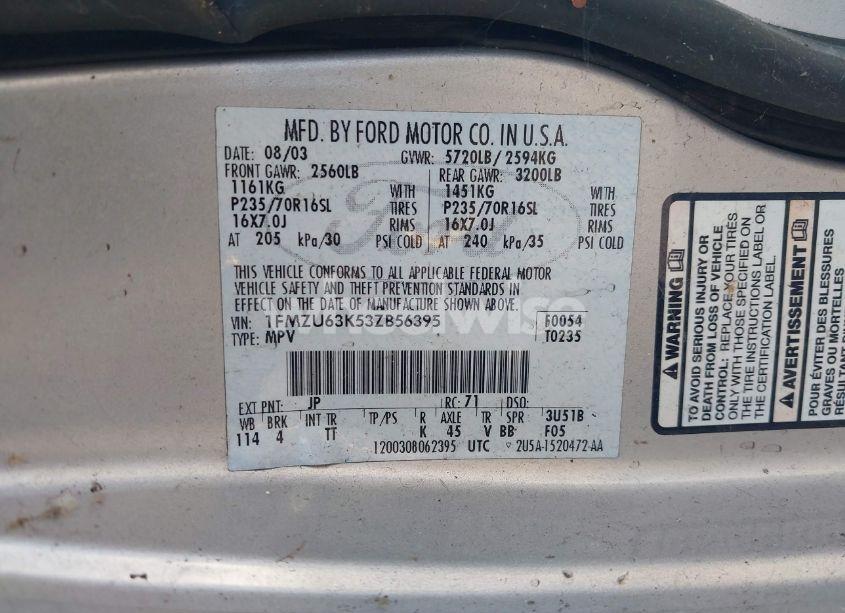 MFD. BY FORD MOTOR CO. IN U.S.A.
DATE: 08/03 GVWR: 5720LB/ 2594KG
FRONT GAWR: 2560LB REAR GAWR: 3200LB
1161KG WITH 1451KG WITH
P235/70R16SL TIRES P235/70R16SL TIRES
16X7.0J RIMS 16X7.0J RIMS
AT 205 kPa/30 PSI COLD AT 240 kPa/35 PSI COLD
THIS VEHICLE CONFORMS TO ALL APPLICABLE FEDERAL MOTOR
VEHICLE SAFETY AND THEFT PREVENTION STANDARDS IN
EFFECT ON THE DATE OF MANUFACTURE SHOWN ABOVE.
VIN: 1FMZU63K53ZB56395 F0054
TYPE: MPV T0235
EXT PNT: JP RC: 71 DSO:
WB BRK INT TR TP/PS R AXLE TR SPR 3U51B
114 4 TT K 45 V BB F05
1200308062395 UTC 2U5A-1520472-AA
Ford
WARNING
TO AVOID SERIOUS INJURY OR
DEATH FROM LOSS OF VEHICLE
CONTROL: REPLACE YOUR TIRES
ONLY WITH THOSE SPECIFIED ON
THE TIRE INSTRUCTIONS LABEL OR
THE CERTIFICATION LABEL.
AVERTISSEMENT
POUR ÉVITER DES BLESSURES
GRAVES OU MORTELLES